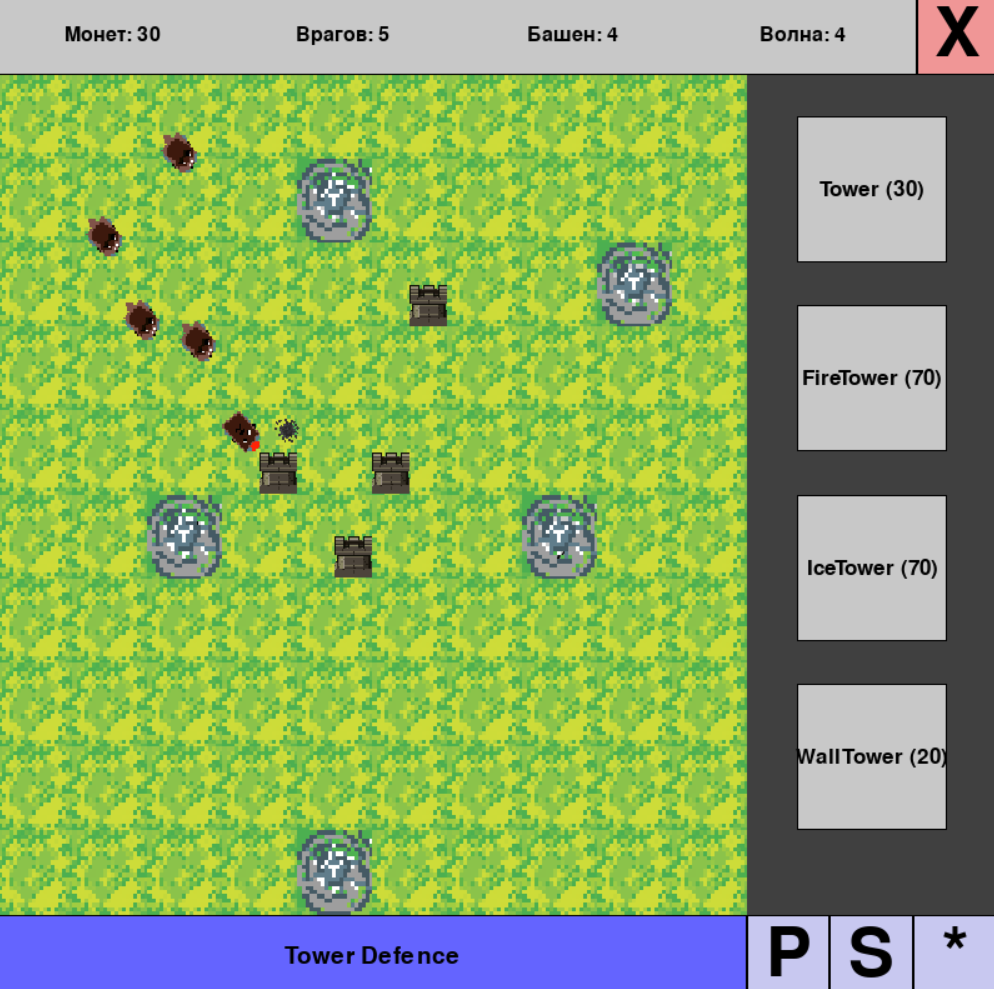 Монет: 30
Врагов: 5
Башен: 4
Волна: 4
X
Tower (30)
FireTower (70)
IceTower (70)
WallTower (20)
Tower Defence
P
S
*